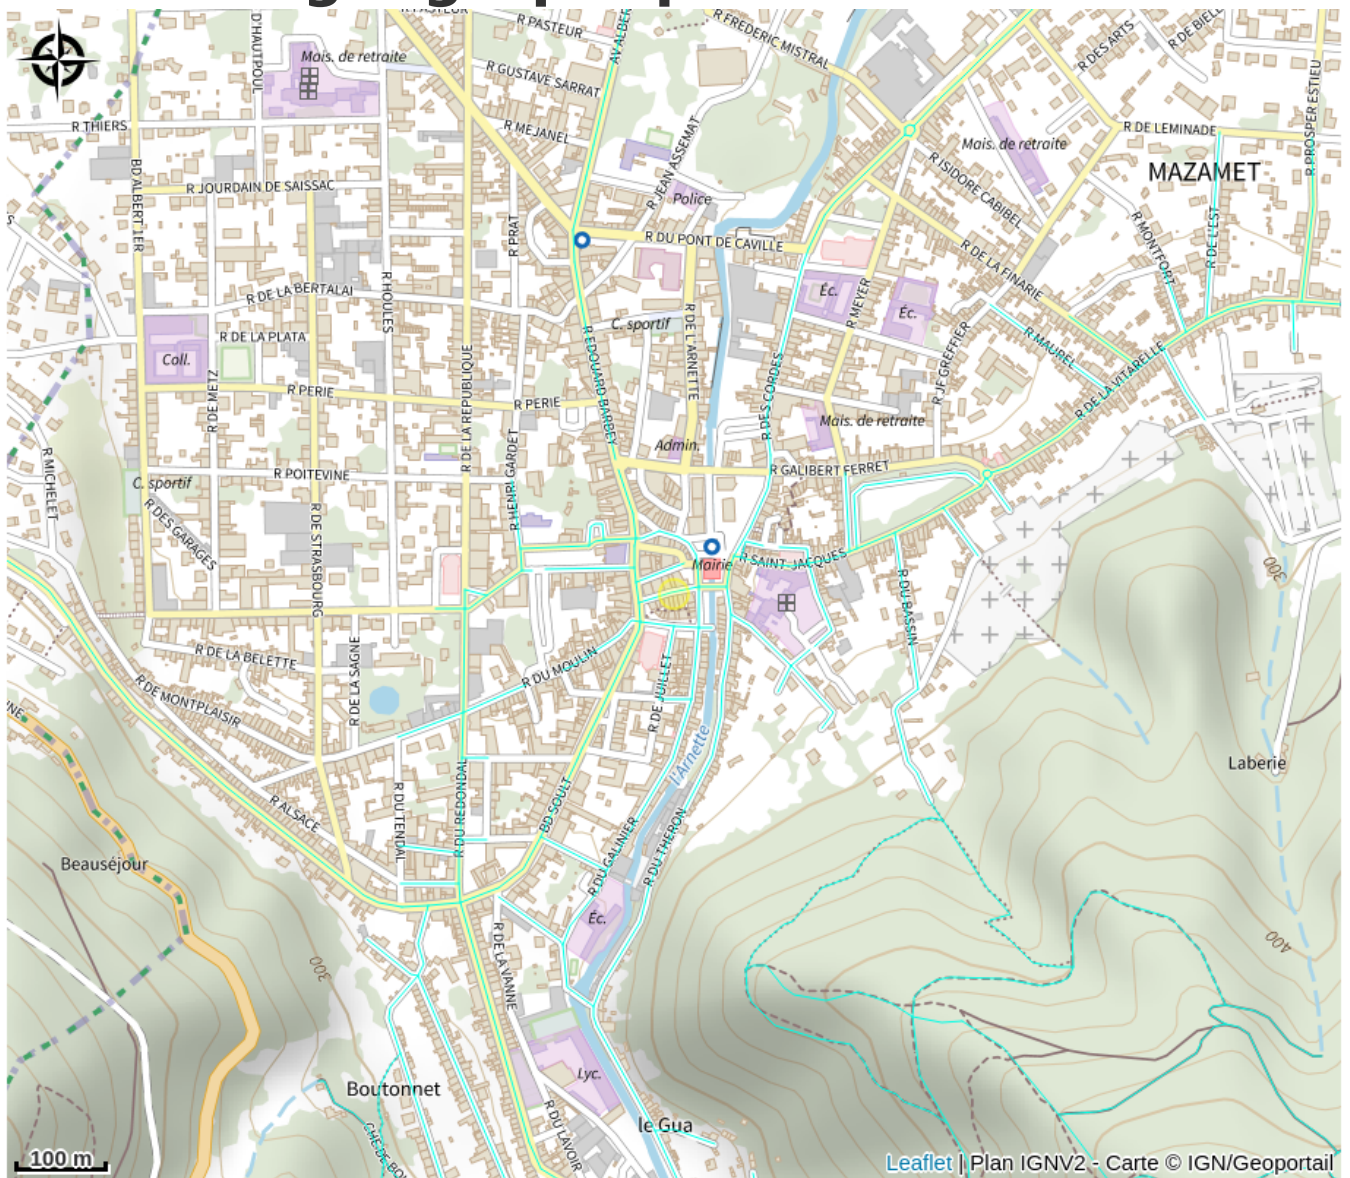 R PASTEUR
D'HAUTPOUL
R PASTEUR
AV ALBER
R FREDERIC MISTRAL
R DES ARTS
R DE BIELL
Mais. de retraite
R GUSTAVE SARRAT
R PROSPER ESTIEU
R THIERS
R MEJANEL
R DE LEMINADE
Mais. de retraite
R JEAN ASSEMAT
R ISIDORE CABIBEL
MAZAMET
BD ALBERT 1ER
R JOURDAIN DE SAISSAC
Police
R PRAT
R DU PONT DE CAVILLE
R MONTFORT
R DE L'EST
R DE LA FINARIE
R DE LA BERTALAI
R HOULES
Éc.
R MEYER
Éc.
C. sportif
R DE L'ARNETTE
R DE LA PLATA
Coll.
R EDOUARD BARBEY
R MAUREL
R JF GREFFIER
R DE LA VITARELLE
R DE METZ
R PERIE
R PERIE
R DE LA REPUBLIQUE
R DES CORDES
Mais. de retraite
Admin.
R MICHELET
C. sportif
R POITEVINE
R HENRI GARDET
R GALIBERT FERRET
R DES GARAGES
R DE STRASBOURG
Mairie
R SAINT-JACQUES
R DU BASSIN
300
R DE LA BELETTE
R DE LA SAGNE
R DU MOULIN
R DE JUILLET
R DE MONTPLAISIR
l'Arnette
Laberie
R ALSACE
R DU TENDAL
R DU REDONDAL
BD SOULT
R DU GALINIER
R DU THERON
Beauséjour
Éc.
400
300
R DE LA VANNE
Lyc.
Boutonnet
le Gua
R DU LAVOIR
100 m
Leaflet | Plan IGNV2 - Carte © IGN/Geoportail